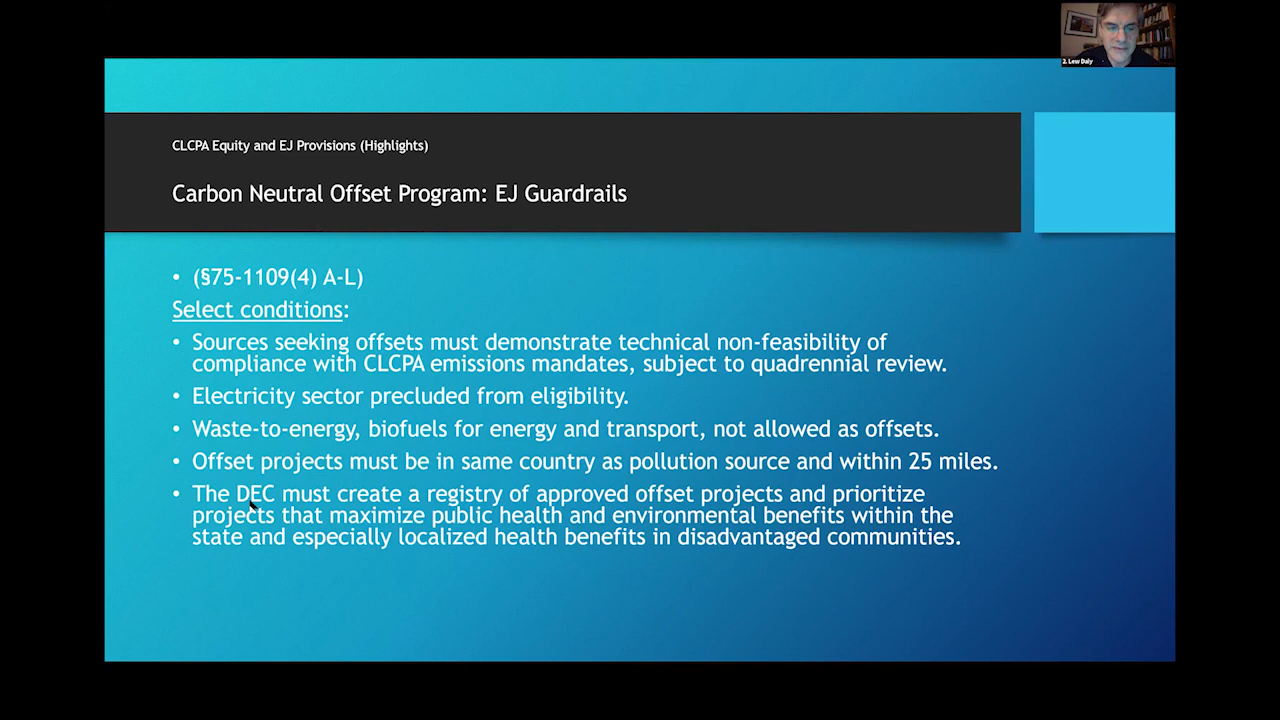 2. Lew Daly
CLCPA Equity and EJ Provisions (Highlights)
Carbon Neutral Offset Program: EJ Guardrails
• (§75-1109(4) A-L)
Select conditions:
• Sources seeking offsets must demonstrate technical non-feasibility of
compliance with CLCPA emissions mandates, subject to quadrennial review.
• Electricity sector precluded from eligibility.
• Waste-to-energy, biofuels for energy and transport, not allowed as offsets.
• Offset projects must be in same country as pollution source and within 25 miles.
• The DEC must create a registry of approved offset projects and prioritize
projects that maximize public health and environmental benefits within the
state and especially localized health benefits in disadvantaged communities.